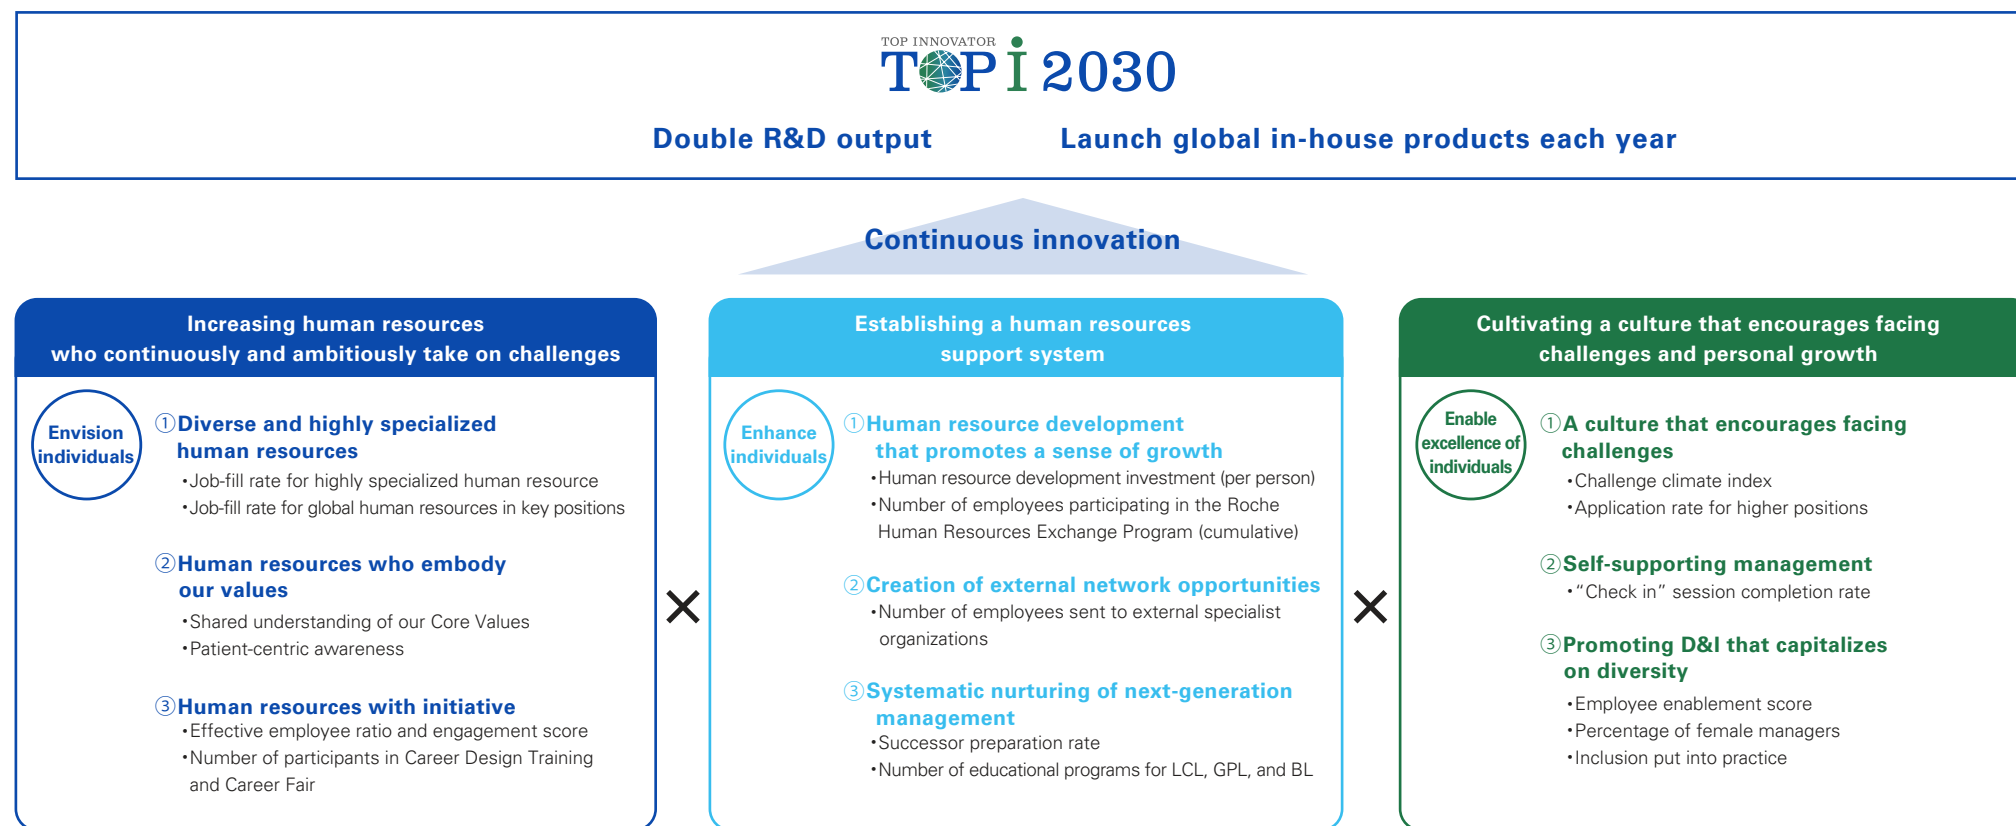 TOP INNOVATOR
TOP i 2030
Double R&D output
Launch global in-house products each year
Continuous innovation
Increasing human resources
who continuously and ambitiously take on challenges
Envision
individuals
①Diverse and highly specialized
human resources
・Job-fill rate for highly specialized human resource
・Job-fill rate for global human resources in key positions
②Human resources who embody
our values
・Shared understanding of our Core Values
・Patient-centric awareness
③Human resources with initiative
・Effective employee ratio and engagement score
・Number of participants in Career Design Training
and Career Fair
×
Establishing a human resources
support system
Enhance
individuals
①Human resource development
that promotes a sense of growth
・Human resource development investment (per person)
・Number of employees participating in the Roche
Human Resources Exchange Program (cumulative)
②Creation of external network opportunities
・Number of employees sent to external specialist
organizations
③Systematic nurturing of next-generation
management
・Successor preparation rate
・Number of educational programs for LCL, GPL, and BL
×
Cultivating a culture that encourages facing
challenges and personal growth
Enable
excellence of
individuals
①A culture that encourages facing
challenges
・Challenge climate index
・Application rate for higher positions
②Self-supporting management
・“Check in” session completion rate
③Promoting D&I that capitalizes
on diversity
・Employee enablement score
・Percentage of female managers
・Inclusion put into practice